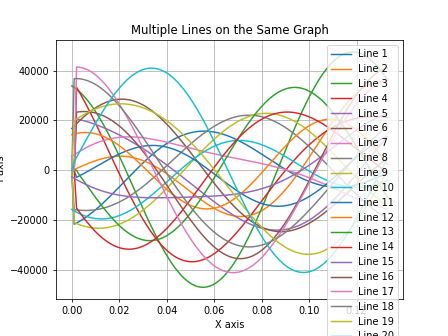 Multiple Lines on the Same Graph
40000
20000
0
−20000
−40000
0.00
0.02
0.04
0.06
0.08
0.10
X axis
Line 1
Line 2
Line 3
Line 4
Line 5
Line 6
Line 7
Line 8
Line 9
Line 10
Line 11
Line 12
Line 13
Line 14
Line 15
Line 16
Line 17
Line 18
Line 19
Line 20